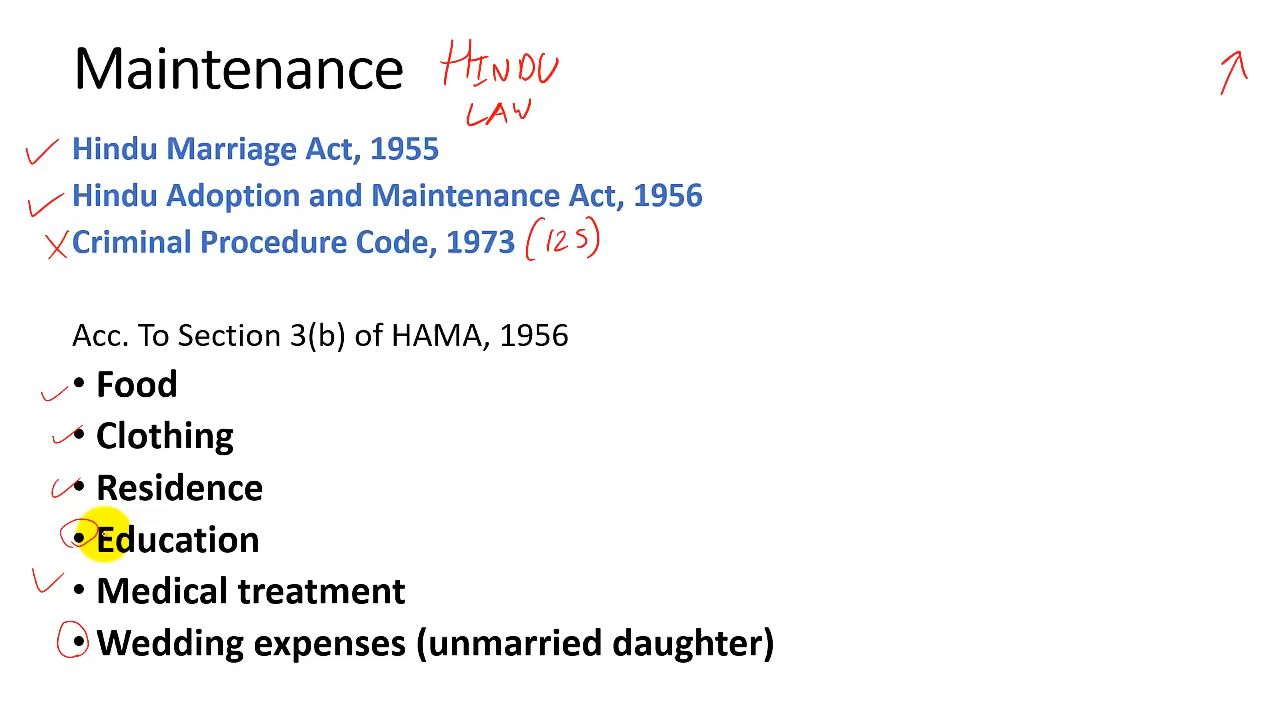 Maintenance HINDU
LAW
Hindu Marriage Act, 1955
Hindu Adoption and Maintenance Act, 1956
Criminal Procedure Code, 1973 (125)
Acc. To Section 3(b) of HAMA, 1956
• Food
• Clothing
• Residence
• Education
• Medical treatment
• Wedding expenses (unmarried daughter)